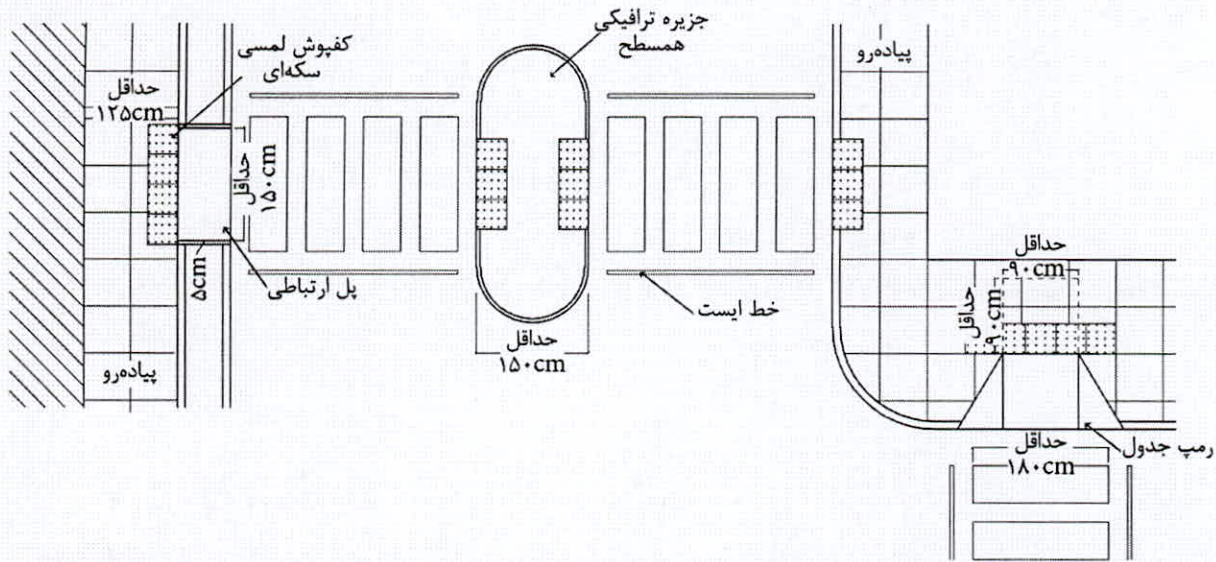 جزیره ترافیکی
همسطح
کفپوش لمسی
سکه‌ای
پیاده‌رو
حداقل
۱۲۵cm
حداقل
۱۵۰cm
۵cm
پل ارتباطی
پیاده‌رو
حداقل
۱۵۰cm
خط ایست
حداقل
۹۰cm
حداقل
۹۰cm
رمپ جدول
حداقل
۱۸۰cm